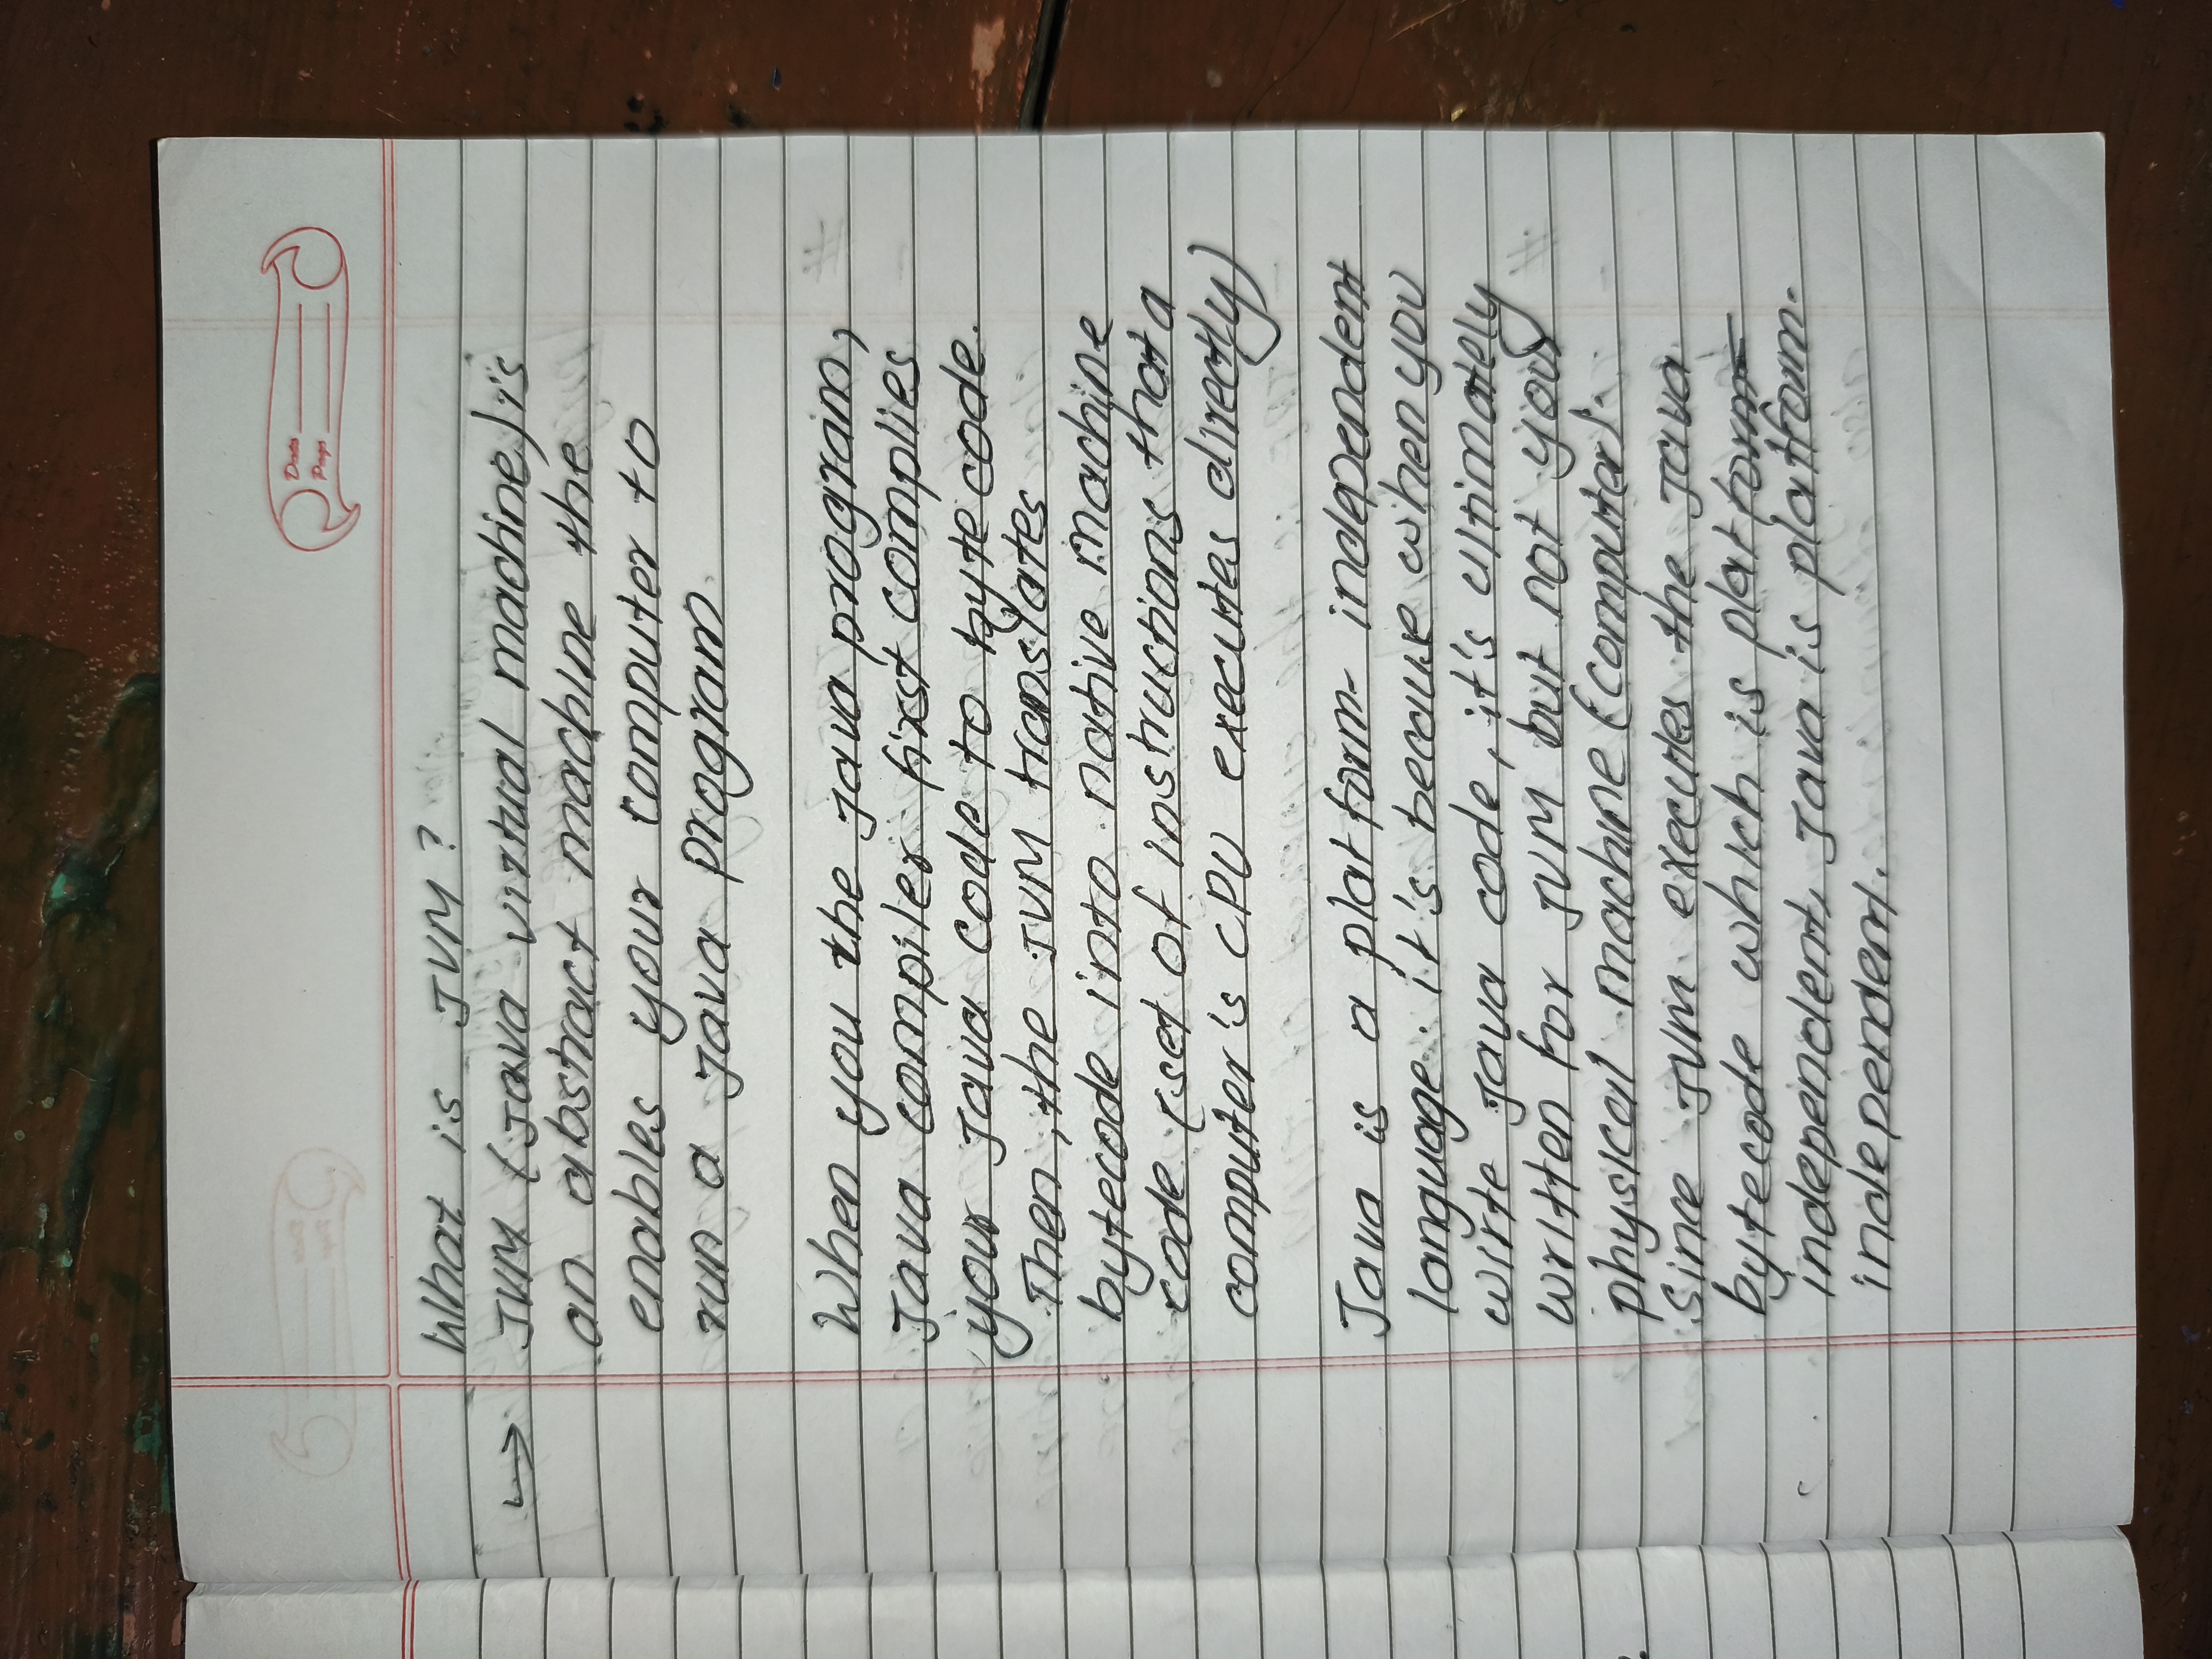 Date
Page
What is JVM?
→ JVM (Java virtual machine) is
an abstract machine the
enables your computer to
run a Java program.
When you the Java program,
Java compiler first complies
your Java code to bytecode.
Then, the JVM translates
bytecode into native machine
code (set of instructions that a
computer's CPU executes directly)
Java is a platform-independent
language. it's because when you
wirte Java code, it's utimately
written for JVM but not your
physical machine (computer).
Since JVM executes the Java
bytecode which is platform
independent, Java is platform.
independent.